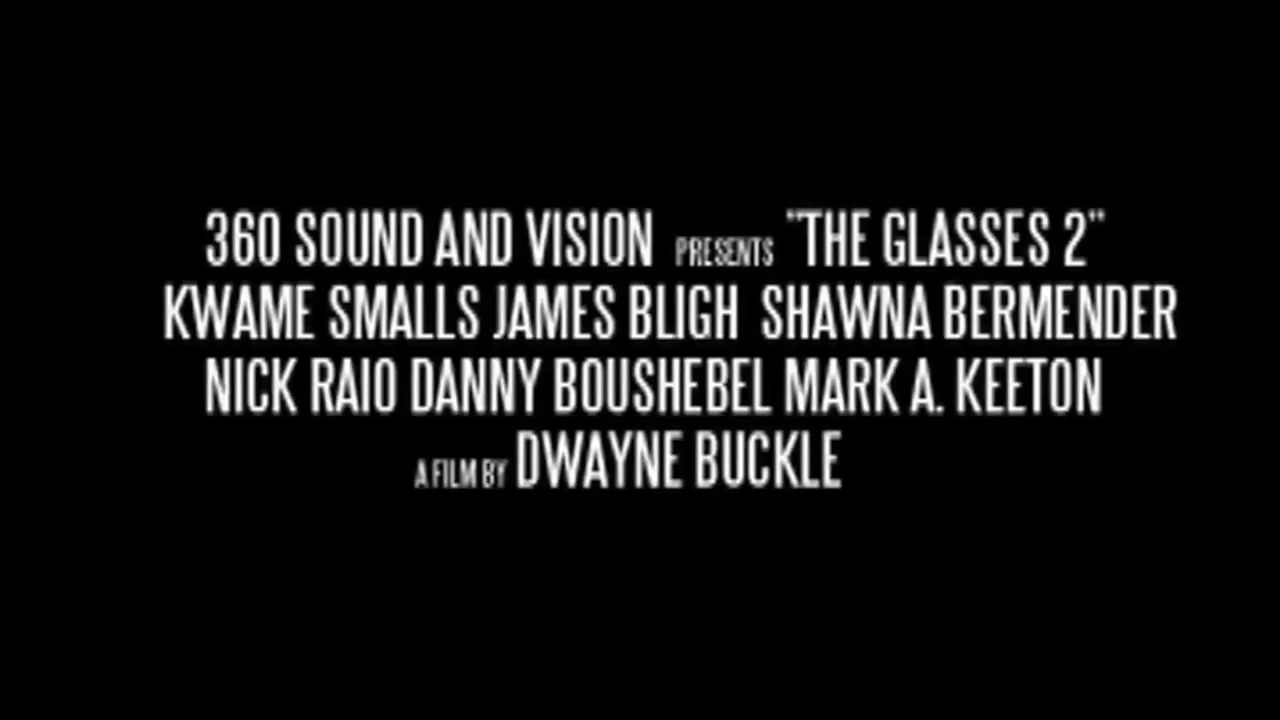 360 SOUND AND VISION PRESENTS "THE GLASSES 2"
KWAME SMALLS JAMES BLIGH SHAWNA BERMENDER
NICK RAIO DANNY BOUSHEBEL MARK A. KEETON
A FILM BY DWAYNE BUCKLE